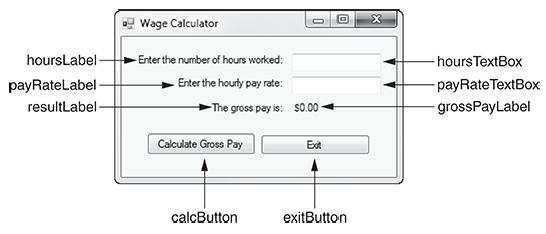 Wage Calculator
hoursLabel Enter the number of hours worked: hoursTextBox
payRateLabel Enter the hourly pay rate: payRateTextBox
resultLabel The gross pay is: $0.00 grossPayLabel
Calculate Gross Pay Exit
calcButton exitButton